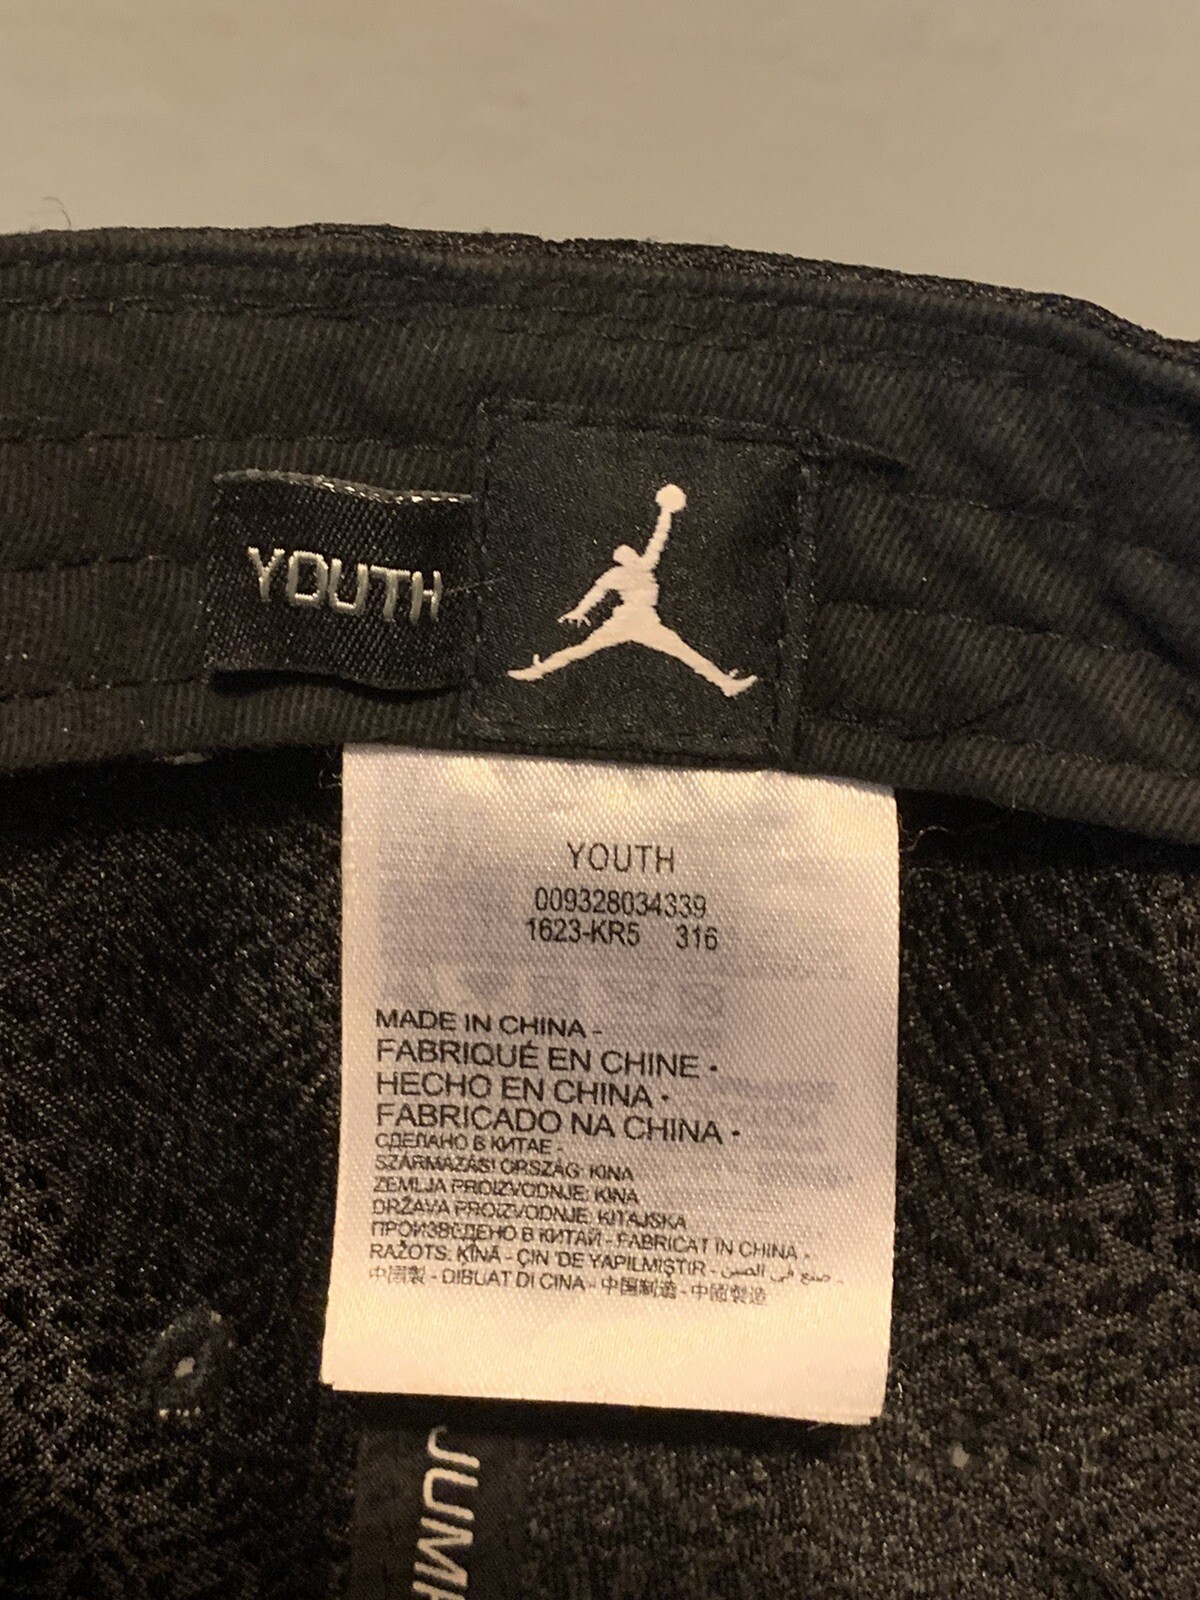 YOUTH
YOUTH
009328034339
1623-KR5 316
MADE IN CHINA -
FABRIQUÉ EN CHINE -
HECHO EN CHINA -
FABRICADO NA CHINA -
СДЕЛАНО В КИТАЕ -
SZÁRMAZÁSI ORSZÁG: KINA
ZEMLJA PROIZVODNJE: KINA
DRŽAVA PROIZVODNJE: KITAJSKA
ПРОИЗВЕДЕНО В КИТАЙ - FABRICAT IN CHINA -
RAŽOTS: ĶĪNĀ - ÇIN 'DE YAPILMIŞTIR - صنع في الصين -
中国製 - DIBUAT DI CINA - 中国制造 - 中國製造